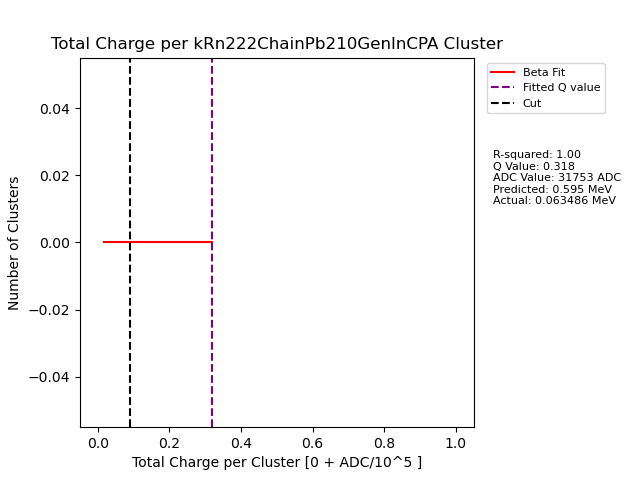 Total Charge per kRn222ChainPb210GenInCPA Cluster
Beta Fit
Fitted Q value
Cut
R-squared: 1.00
Q Value: 0.318
ADC Value: 31753 ADC
Predicted: 0.595 MeV
Actual: 0.063486 MeV
Number of Clusters
0.04
0.02
0.00
−0.02
−0.04
0.0 0.2 0.4 0.6 0.8 1.0
Total Charge per Cluster [0 + ADC/10^5 ]